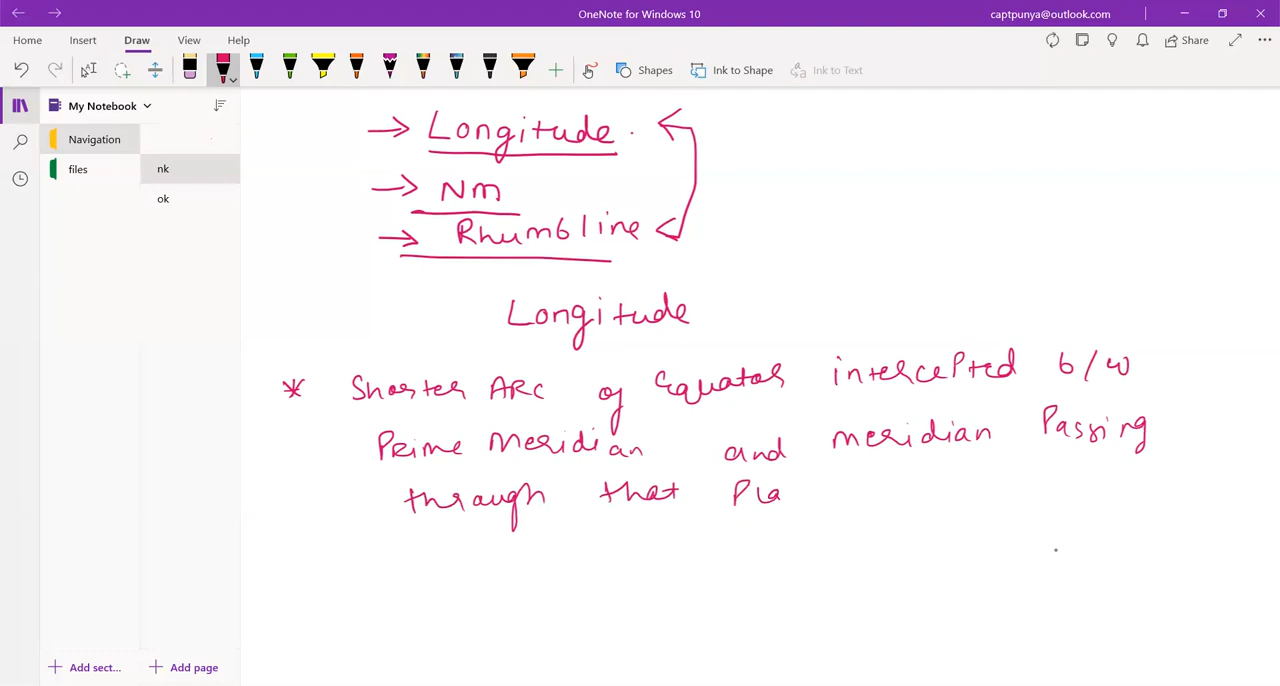 OneNote for Windows 10
captpunya@outlook.com
Home Insert Draw View Help
Share
Shapes Ink to Shape Ink to Text
My Notebook
Navigation
files
nk
ok
→ Longitude.
→ Nm
→ Rhumbline
Longitude
* Shorter ARC of Equator intercepted b/w
Prime Meridian and meridian Passing
through that Pla
+ Add sect... + Add page